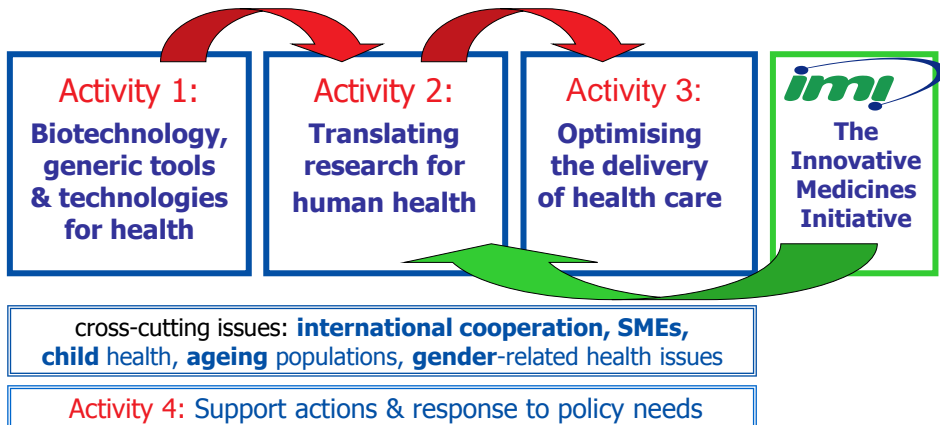 Activity 1:
Biotechnology,
generic tools
& technologies
for health
Activity 2:
Translating
research for
human health
Activity 3:
Optimising
the delivery
of health care
imi
The
Innovative
Medicines
Initiative
cross-cutting issues: international cooperation, SMEs,
child health, ageing populations, gender-related health issues
Activity 4: Support actions & response to policy needs